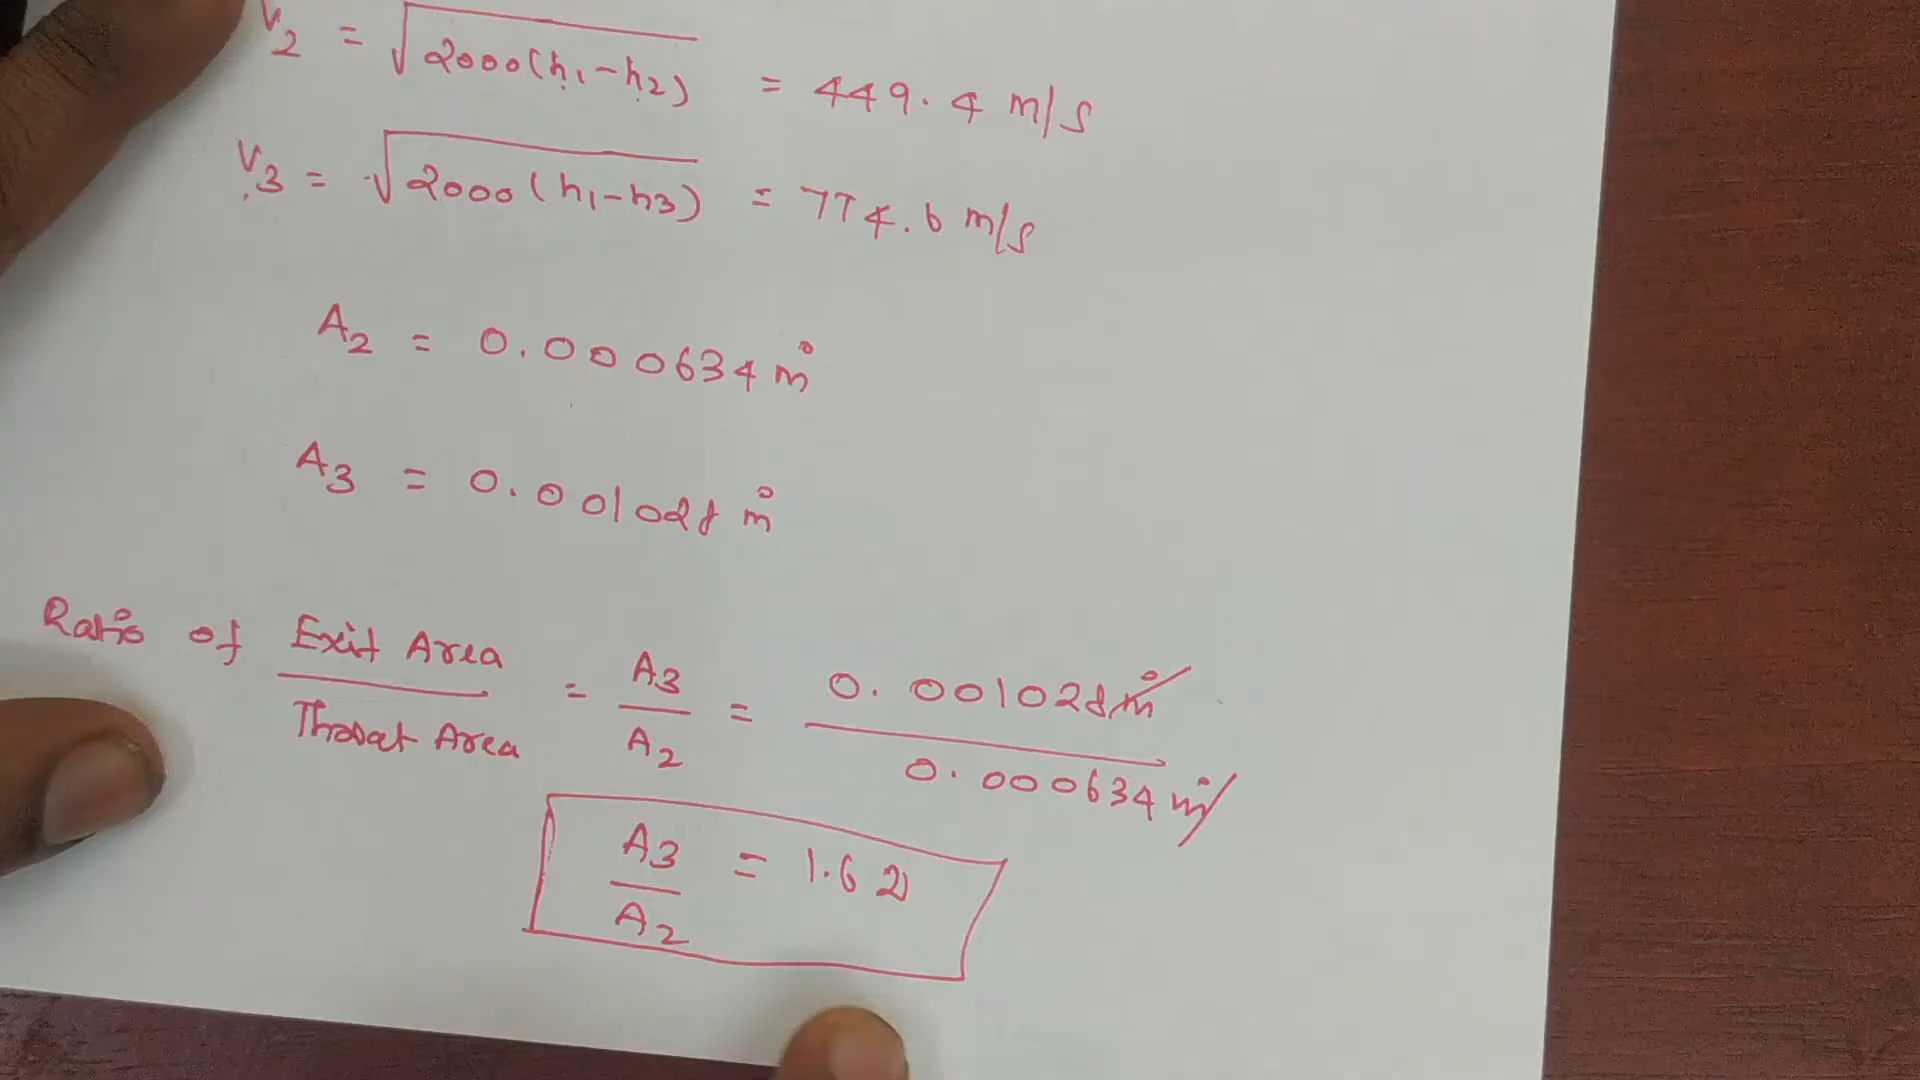 V2 = √2000(h1-h2) = 449.4 m/s
V3 = √2000(h1-h3) = 774.6 m/s
A2 = 0.000634 m²
A3 = 0.001028 m²
Ratio of Exit Area / Throat Area = A3 / A2 = 0.001028 m² / 0.000634 m²
A3 / A2 = 1.62